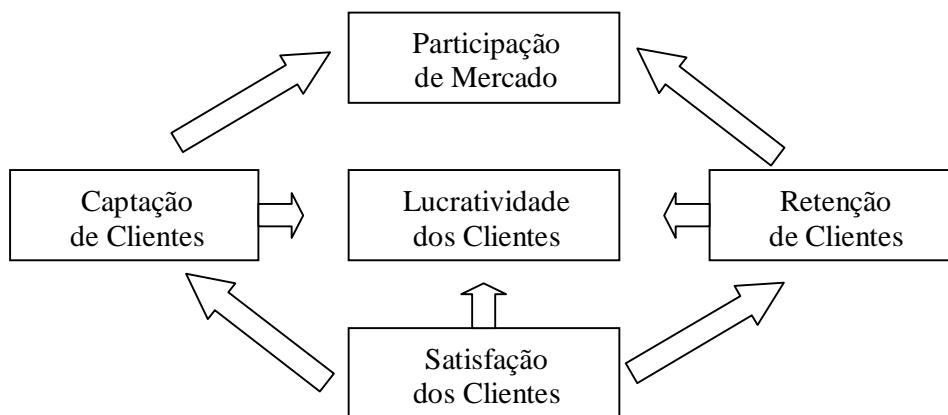 Participação
de Mercado
Captação
de Clientes
Lucratividade
dos Clientes
Retenção
de Clientes
Satisfação
dos Clientes